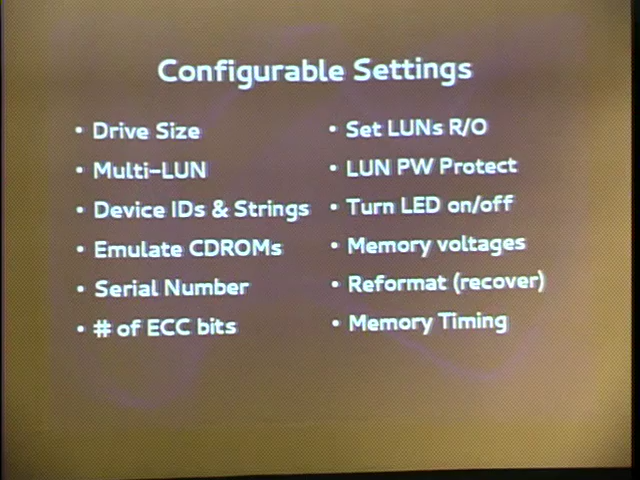 Configurable Settings
• Drive Size
• Multi-LUN
• Device IDs & Strings
• Emulate CDROMs
• Serial Number
• # of ECC bits
• Set LUNs R/O
• LUN PW Protect
• Turn LED on/off
• Memory voltages
• Reformat (recover)
• Memory Timing